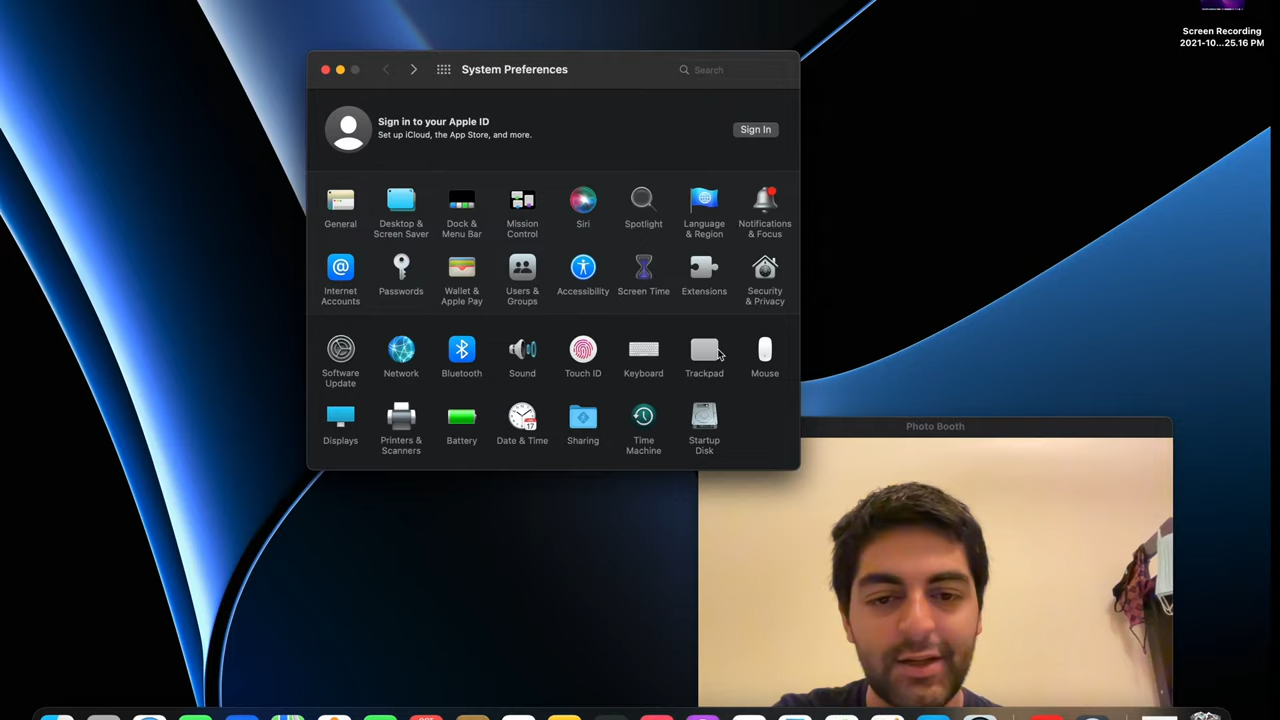 Screen Recording
2021-10...25.16 PM
System Preferences
Search
Sign in to your Apple ID
Set up iCloud, the App Store, and more.
Sign In
General
Desktop &
Screen Saver
Dock &
Menu Bar
Mission
Control
Siri
Spotlight
Language
& Region
Notifications
& Focus
Internet
Accounts
Passwords
Wallet &
Apple Pay
Users &
Groups
Accessibility
Screen Time
Extensions
Security
& Privacy
Software
Update
Network
Bluetooth
Sound
Touch ID
Keyboard
Trackpad
Mouse
Displays
Printers &
Scanners
Battery
17
Date & Time
Sharing
Time
Machine
Startup
Disk
Photo Booth